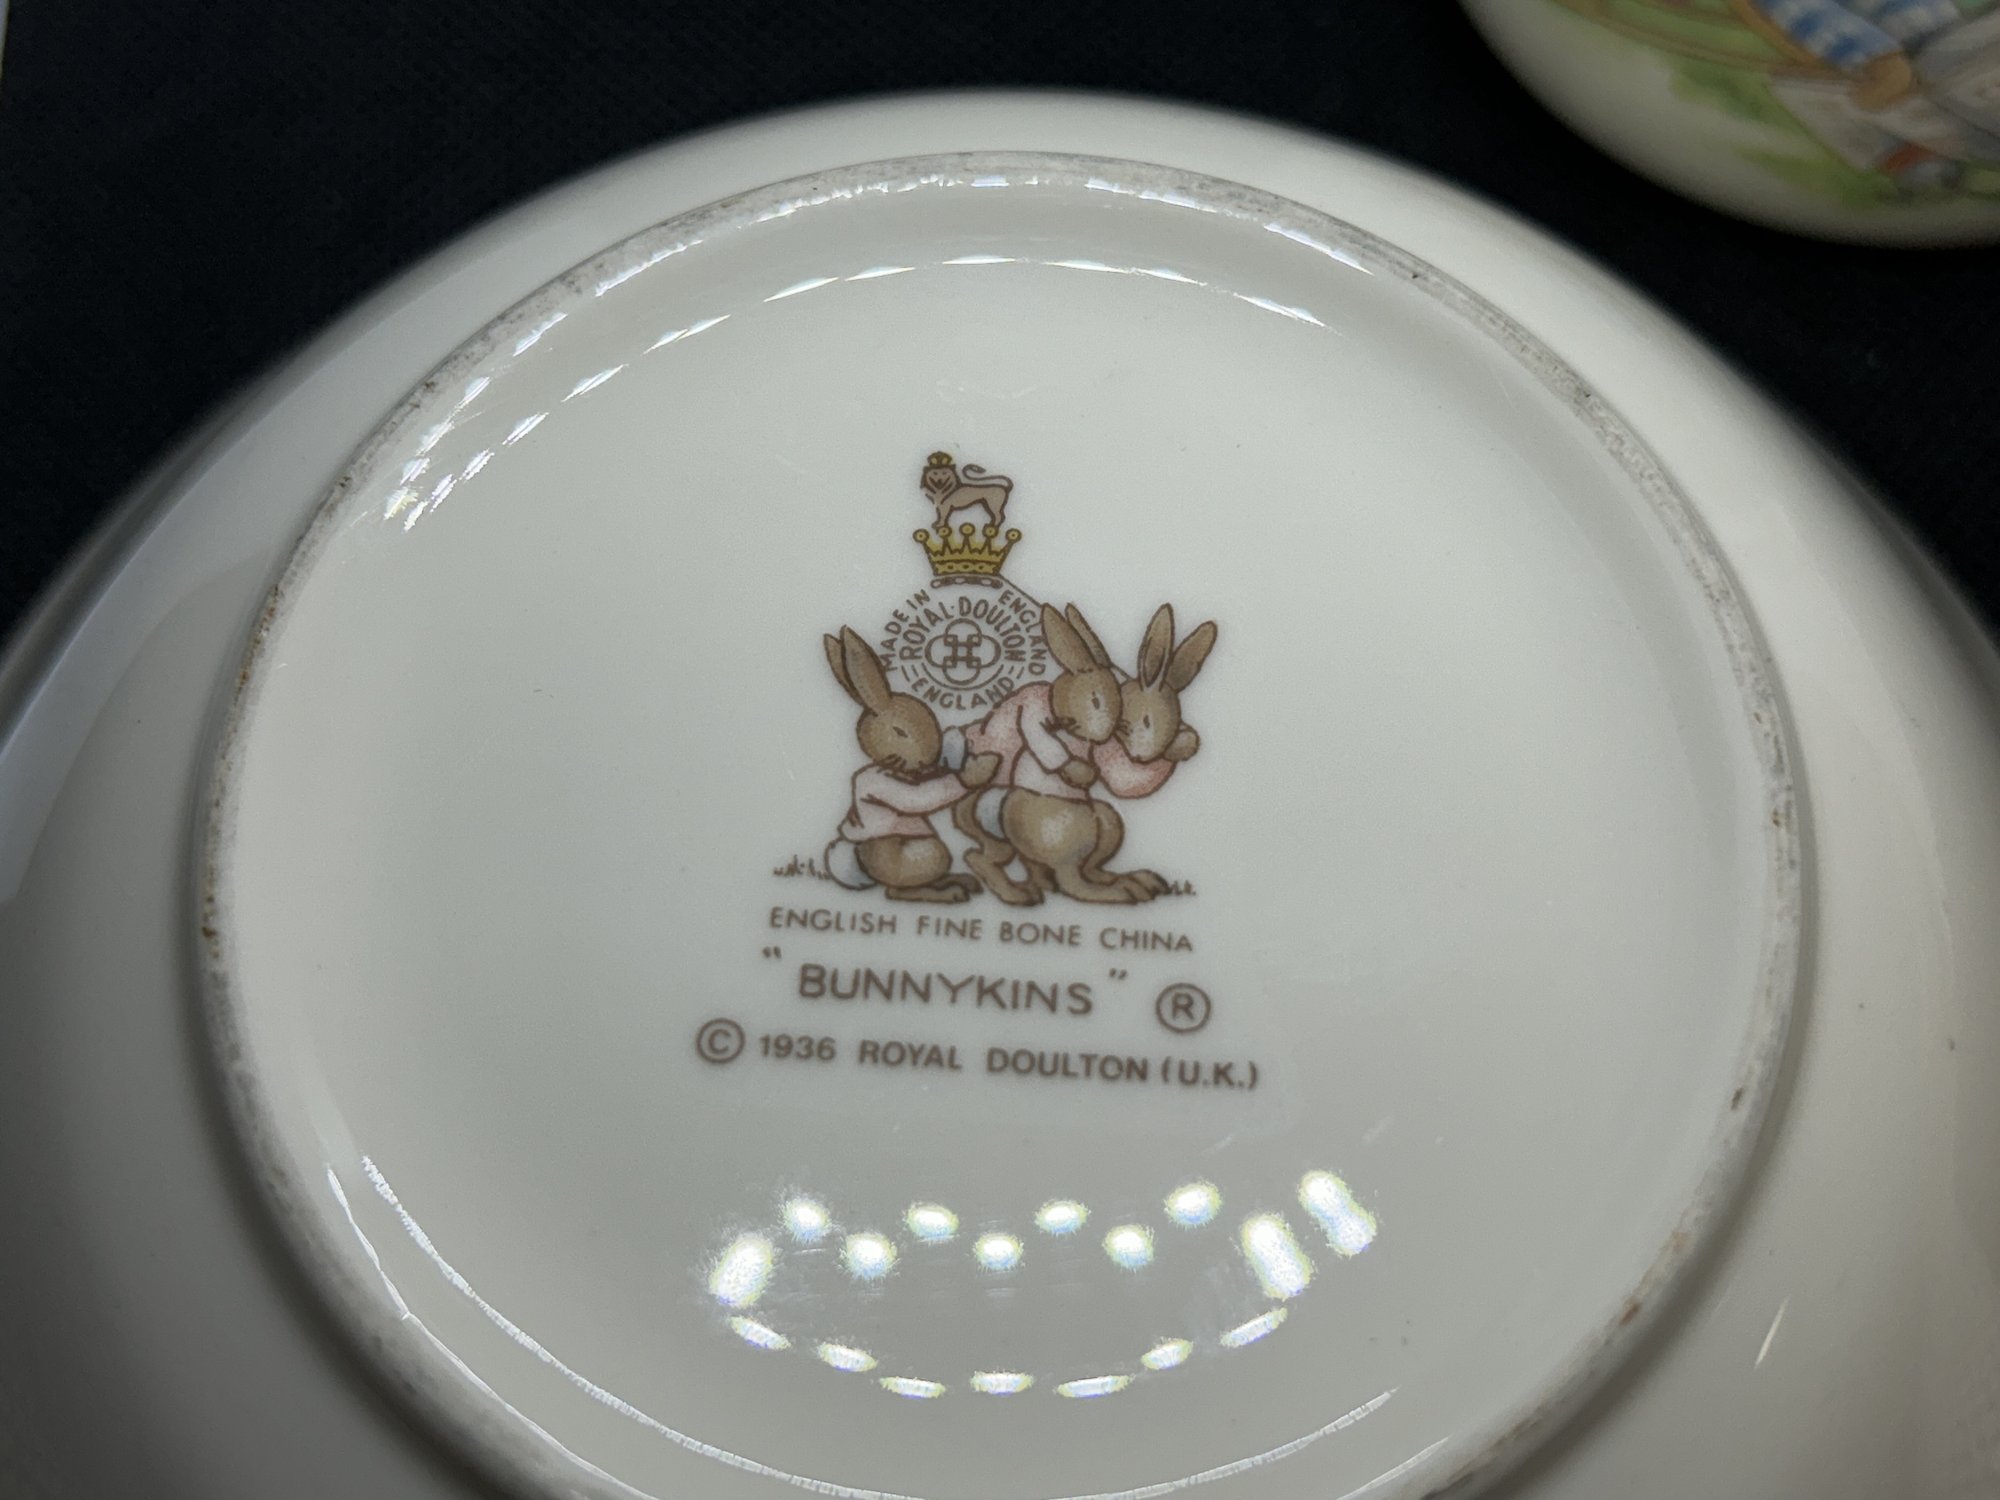 MADE IN ENGLAND
ROYAL·DOULTON
ENGLAND
ENGLISH FINE BONE CHINA
"BUNNYKINS" ®
© 1936 ROYAL DOULTON (U.K.)